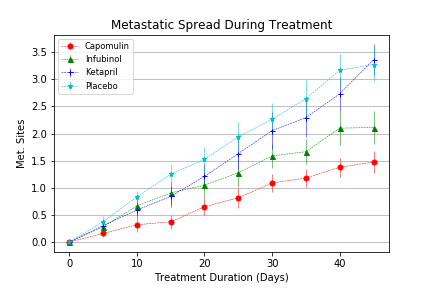 Metastatic Spread During Treatment
Capomulin
Infubinol
Ketapril
Placebo
Met. Sites
3.5
3.0
2.5
2.0
1.5
1.0
0.5
0.0
0 10 20 30 40
Treatment Duration (Days)